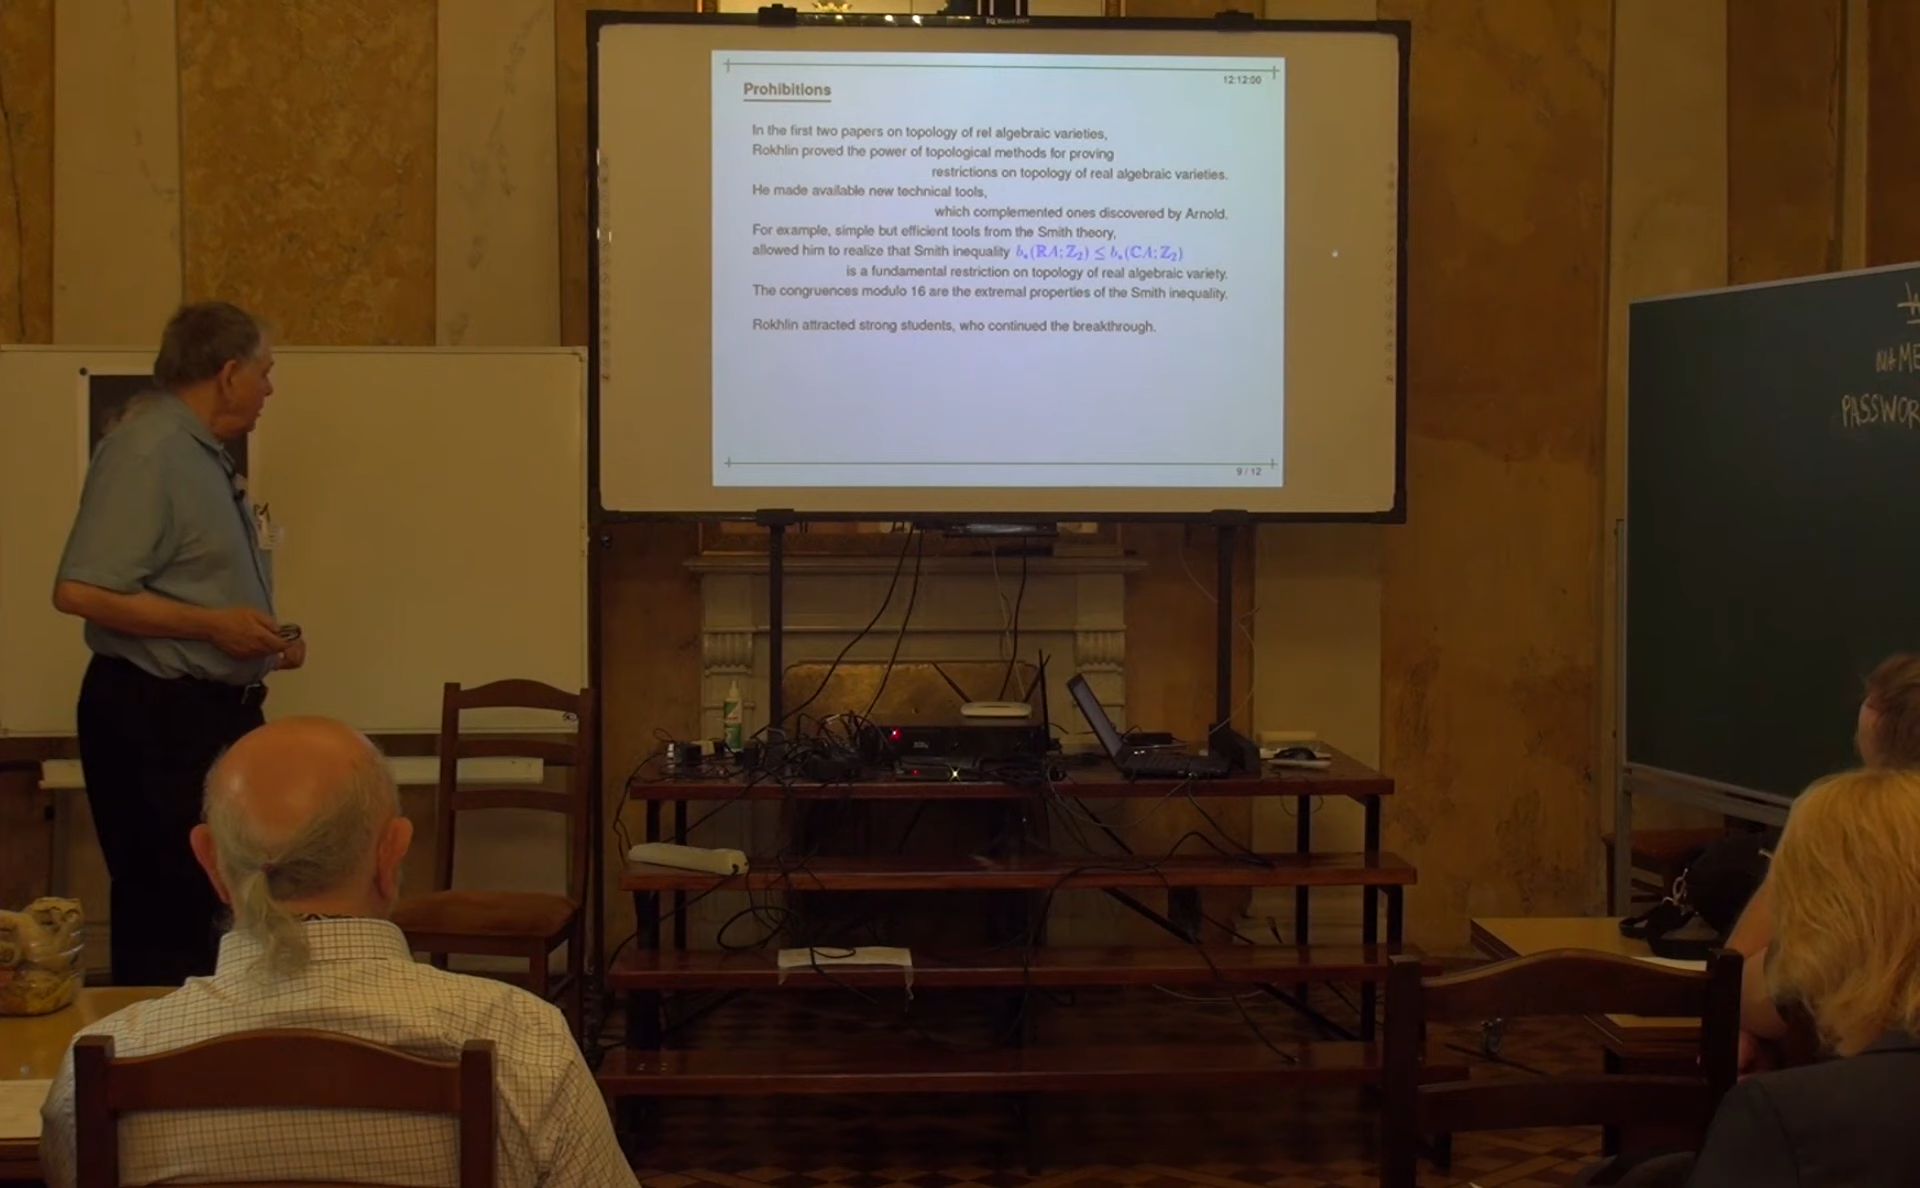 12:12:00
Prohibitions
In the first two papers on topology of rel algebraic varieties,
Rokhlin proved the power of topological methods for proving
restrictions on topology of real algebraic varieties.
He made available new technical tools,
which complemented ones discovered by Arnold.
For example, simple but efficient tools from the Smith theory,
allowed him to realize that Smith inequality b_*(ℝA; ℤ₂) ≤ b_*(ℂA; ℤ₂)
is a fundamental restriction on topology of real algebraic variety.
The congruences modulo 16 are the extremal properties of the Smith inequality.
Rokhlin attracted strong students, who continued the breakthrough.
9 / 12
NAME
PASSWOR